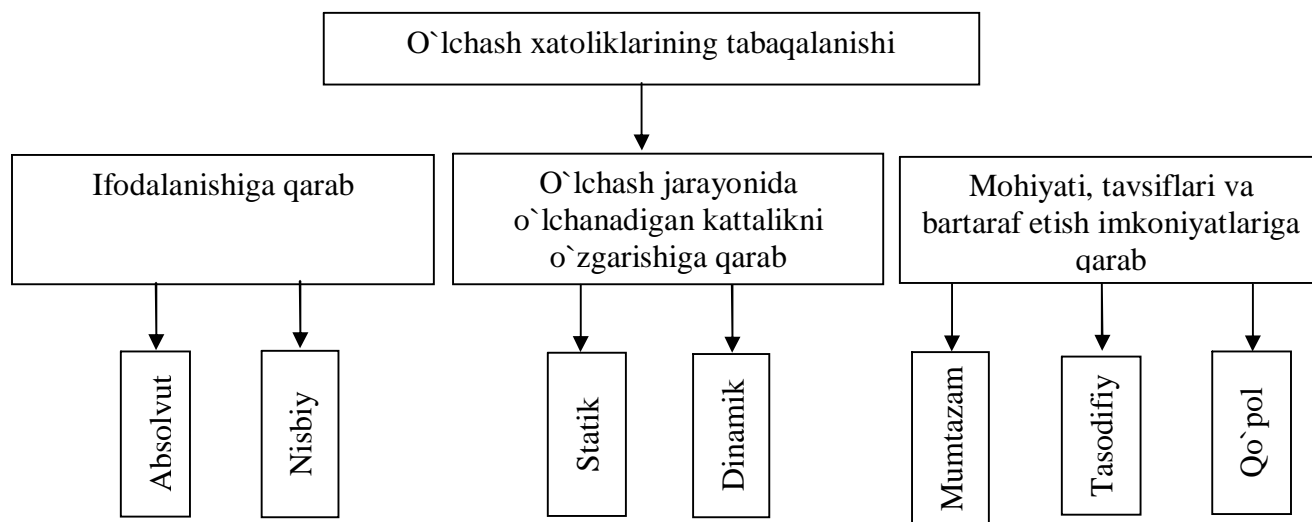 O`lchash xatoliklarining tabaqalanishi
Ifodalanishiga qarab
O`lchash jarayonida
o`lchanadigan kattalikni
o`zgarishiga qarab
Mohiyati, tavsiflari va
bartaraf etish imkoniyatlariga
qarab
Absolvut
Nisbiy
Statik
Dinamik
Mumtazam
Tasodifiy
Qo`pol